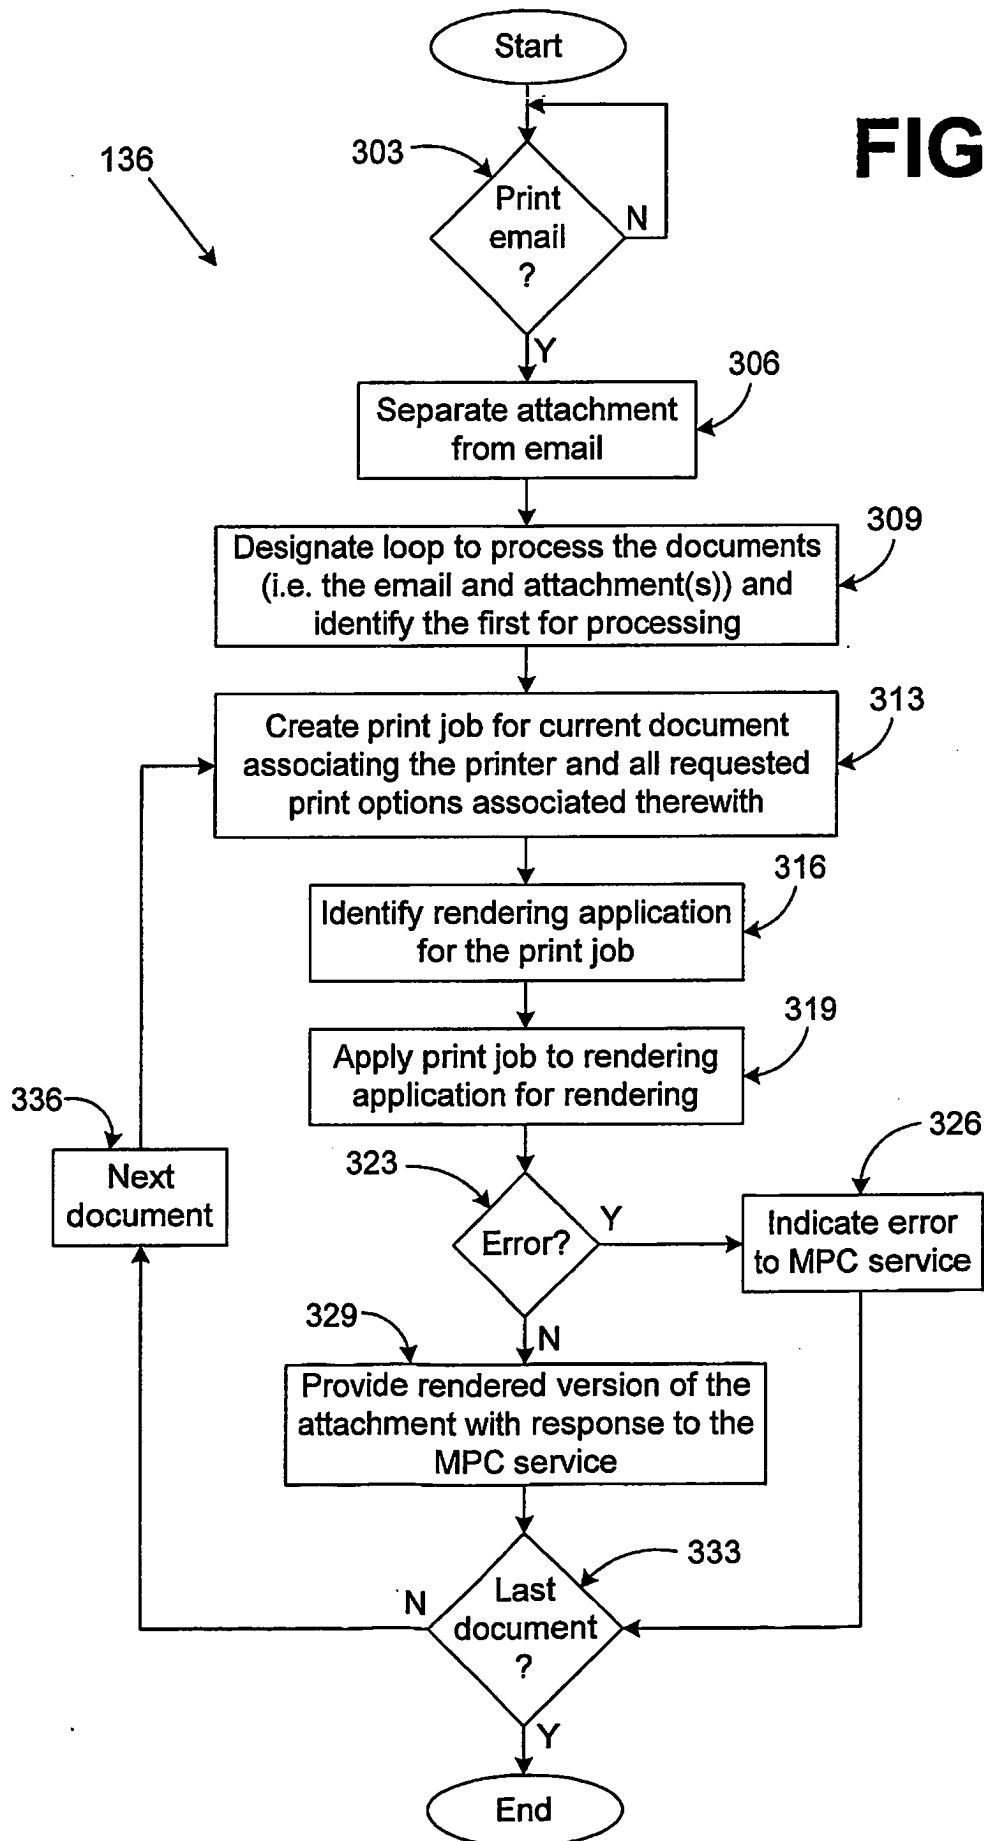 Start
FIG
136
303
Print
email
?
N
Y
306
Separate attachment
from email
309
Designate loop to process the documents
(i.e. the email and attachment(s)) and
identify the first for processing
313
Create print job for current document
associating the printer and all requested
print options associated therewith
316
Identify rendering application
for the print job
319
Apply print job to rendering
application for rendering
336
Next
document
323
Error?
Y
326
Indicate error
to MPC service
N
329
Provide rendered version of the
attachment with response to the
MPC service
333
Last
document
?
N
Y
End